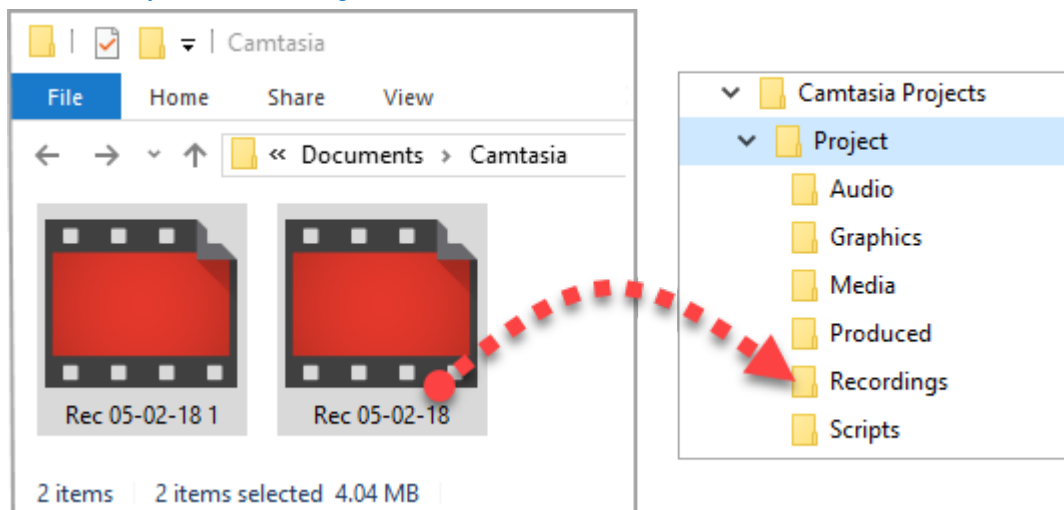 Camtasia
File Home Share View
« Documents > Camtasia
Rec 05-02-18 1 Rec 05-02-18
2 items 2 items selected 4.04 MB
Camtasia Projects
Project
Audio
Graphics
Media
Produced
Recordings
Scripts